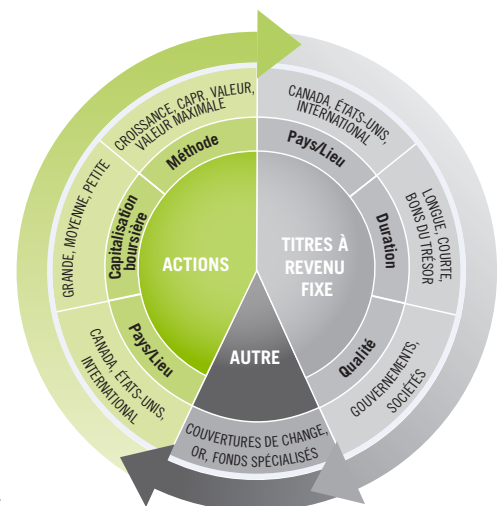 CROISSANCE, CAPR, VALEUR,
VALEUR MAXIMALE
Méthode
GRANDE, MOYENNE, PETITE
Capitalisation
boursière
CANADA, ÉTATS-UNIS,
INTERNATIONAL
Pays/Lieu
ACTIONS
CANADA, ÉTATS-UNIS,
INTERNATIONAL
Pays/Lieu
LONGUE, COURTE,
BONS DU TRÉSOR
Duration
GOUVERNEMENTS,
SOCIÉTÉS
Qualité
TITRES À
REVENU
FIXE
AUTRE
COUVERTURES DE CHANGE,
OR, FONDS SPÉCIALISÉS